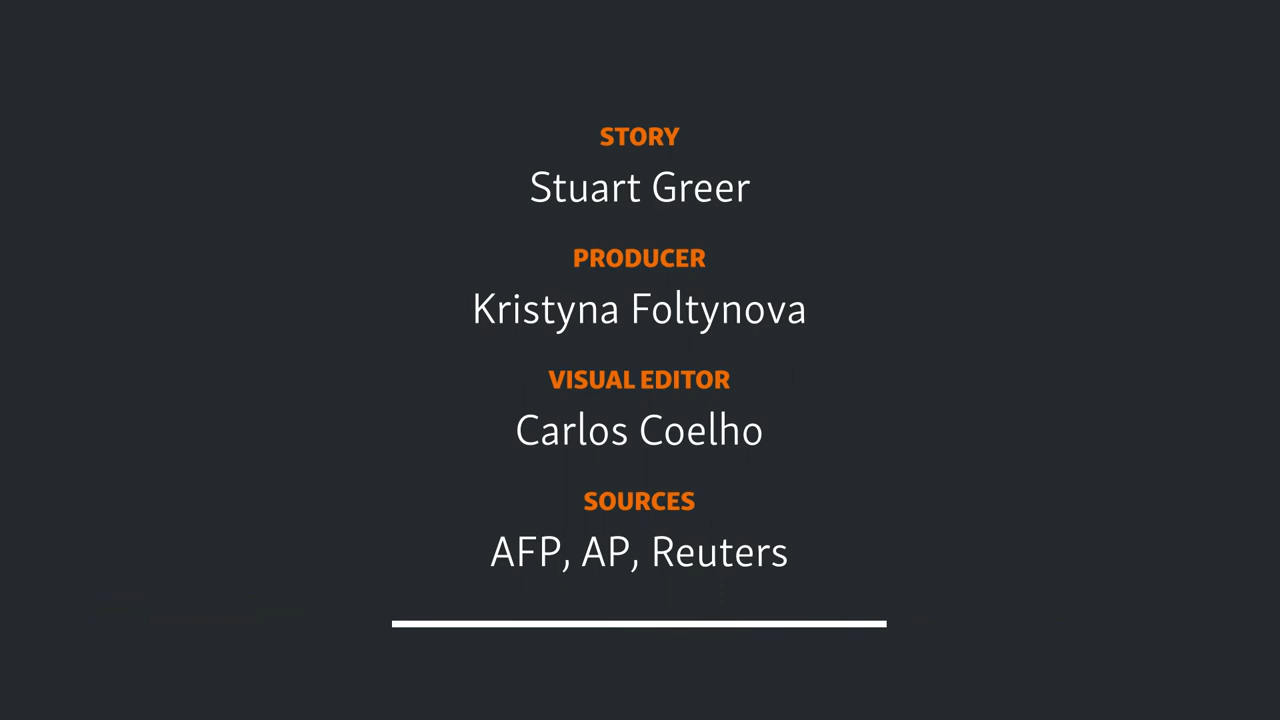 STORY
Stuart Greer
PRODUCER
Kristyna Foltynova
VISUAL EDITOR
Carlos Coelho
SOURCES
AFP, AP, Reuters